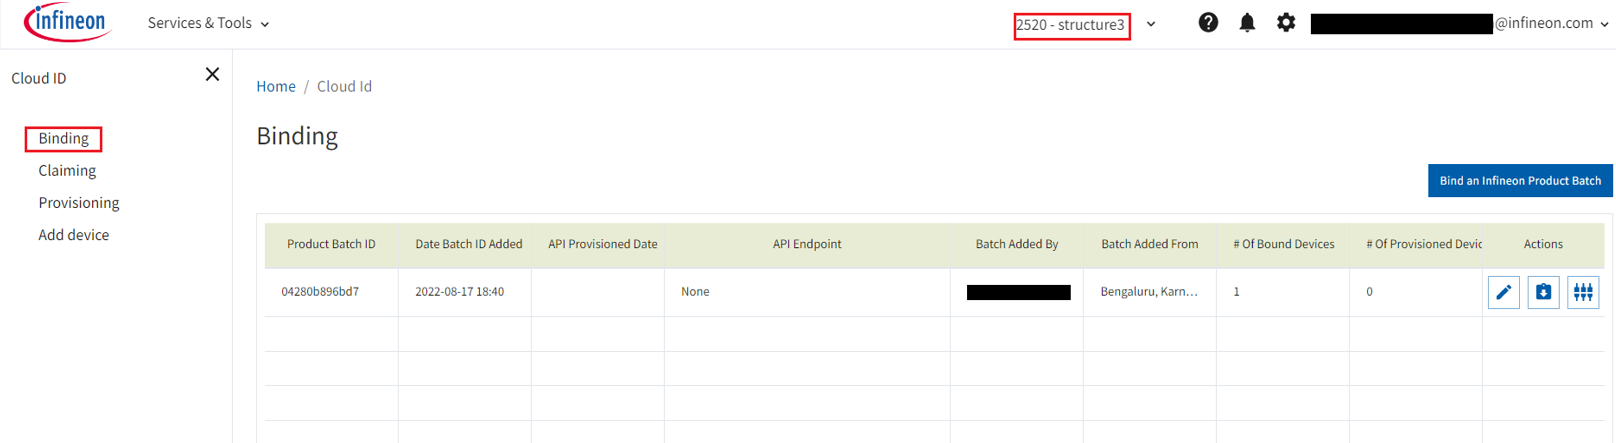 infineon
Services & Tools
2520 - structure3
@infineon.com
Cloud ID
Home / Cloud Id
Binding
Binding
Claiming
Provisioning
Add device
Bind an Infineon Product Batch
Product Batch ID Date Batch ID Added API Provisioned Date API Endpoint Batch Added By Batch Added From # Of Bound Devices # Of Provisioned Devic Actions
04280b896bd7 2022-08-17 18:40 None Bengaluru, Karn... 1 0